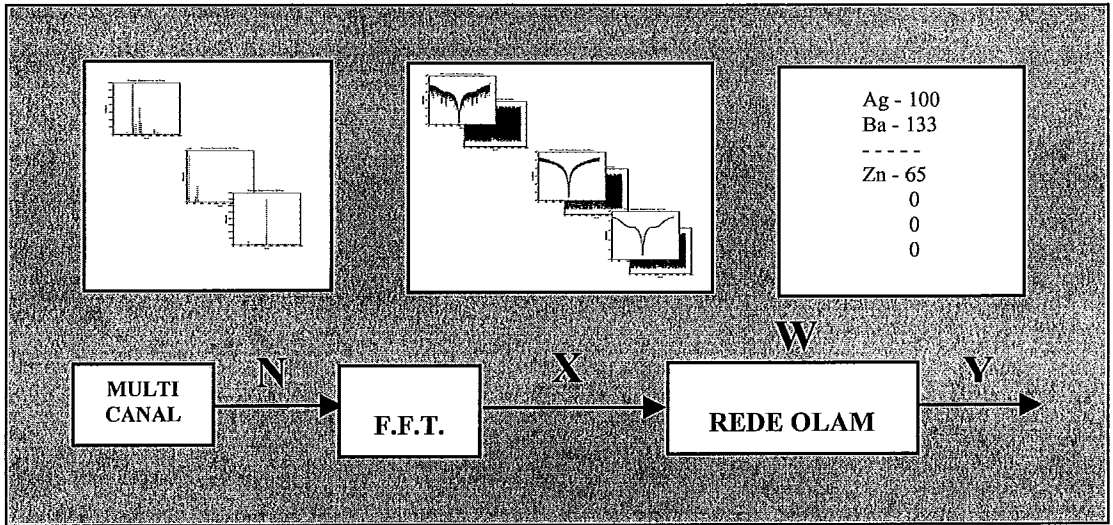 Ag - 100
Ba - 133
- - - - -
Zn - 65
0
0
0
N
X
W
Y
MULTI
CANAL
F.F.T.
REDE OLAM